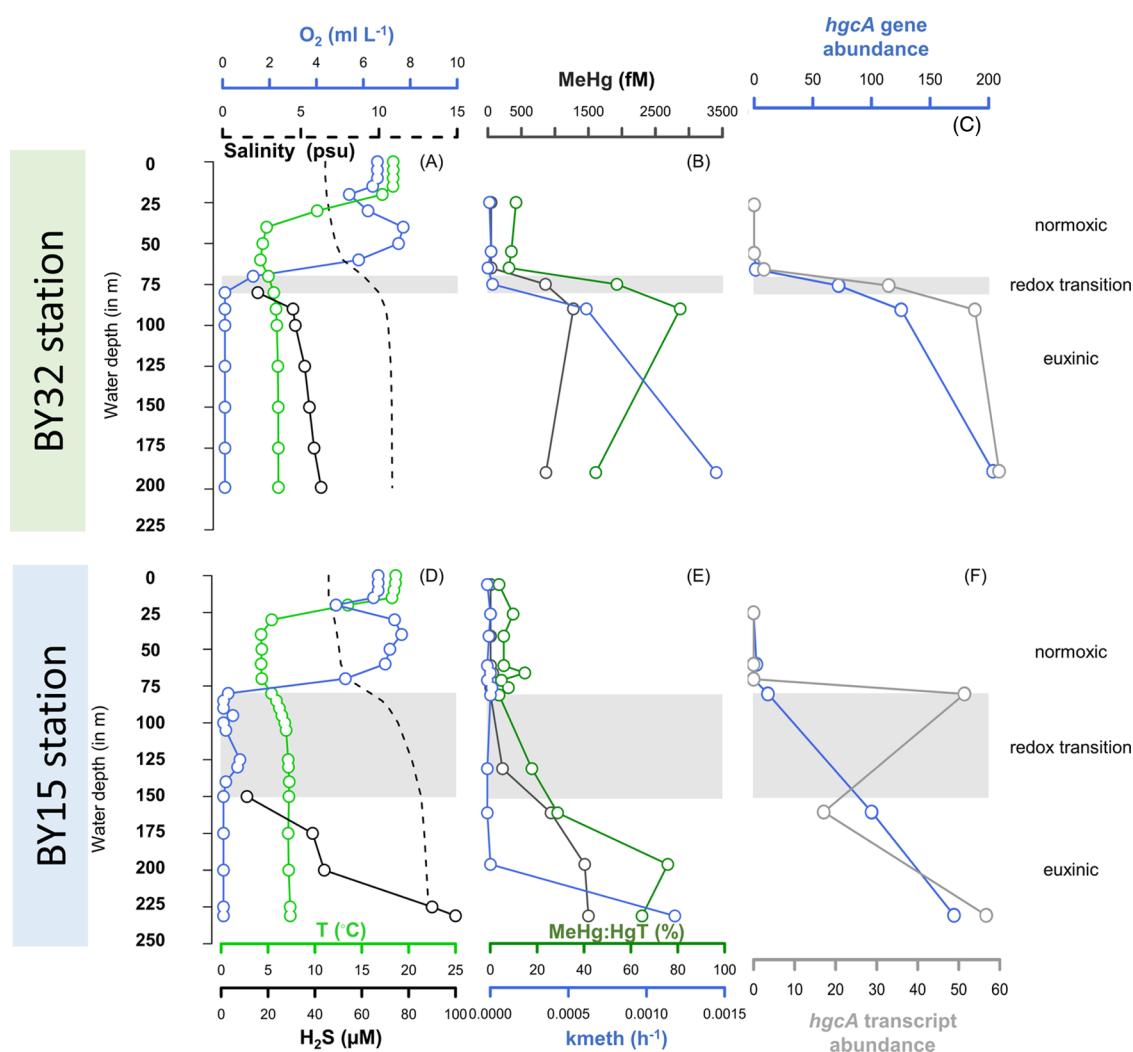 O2 (ml L-1)
0 2 4 6 8 10
0 5 10 15
Salinity (psu)
MeHg (fM)
0 500 1500 2500 3500
hgcA gene
abundance
0 50 100 150 200
(A)
(B)
(C)
BY32 station
Water depth (in m)
0
25
50
75
100
125
150
175
200
225
normoxic
redox transition
euxinic
(D)
(E)
(F)
BY15 station
Water depth (in m)
0
25
50
75
100
125
150
175
200
225
250
normoxic
redox transition
euxinic
T (°C)
0 5 10 15 20 25
0 20 40 60 80 100
H2S (µM)
MeHg:HgT (%)
0 20 40 60 80 100
0.0000 0.0005 0.0010 0.0015
kmeth (h-1)
0 10 20 30 40 50 60
hgcA transcript
abundance